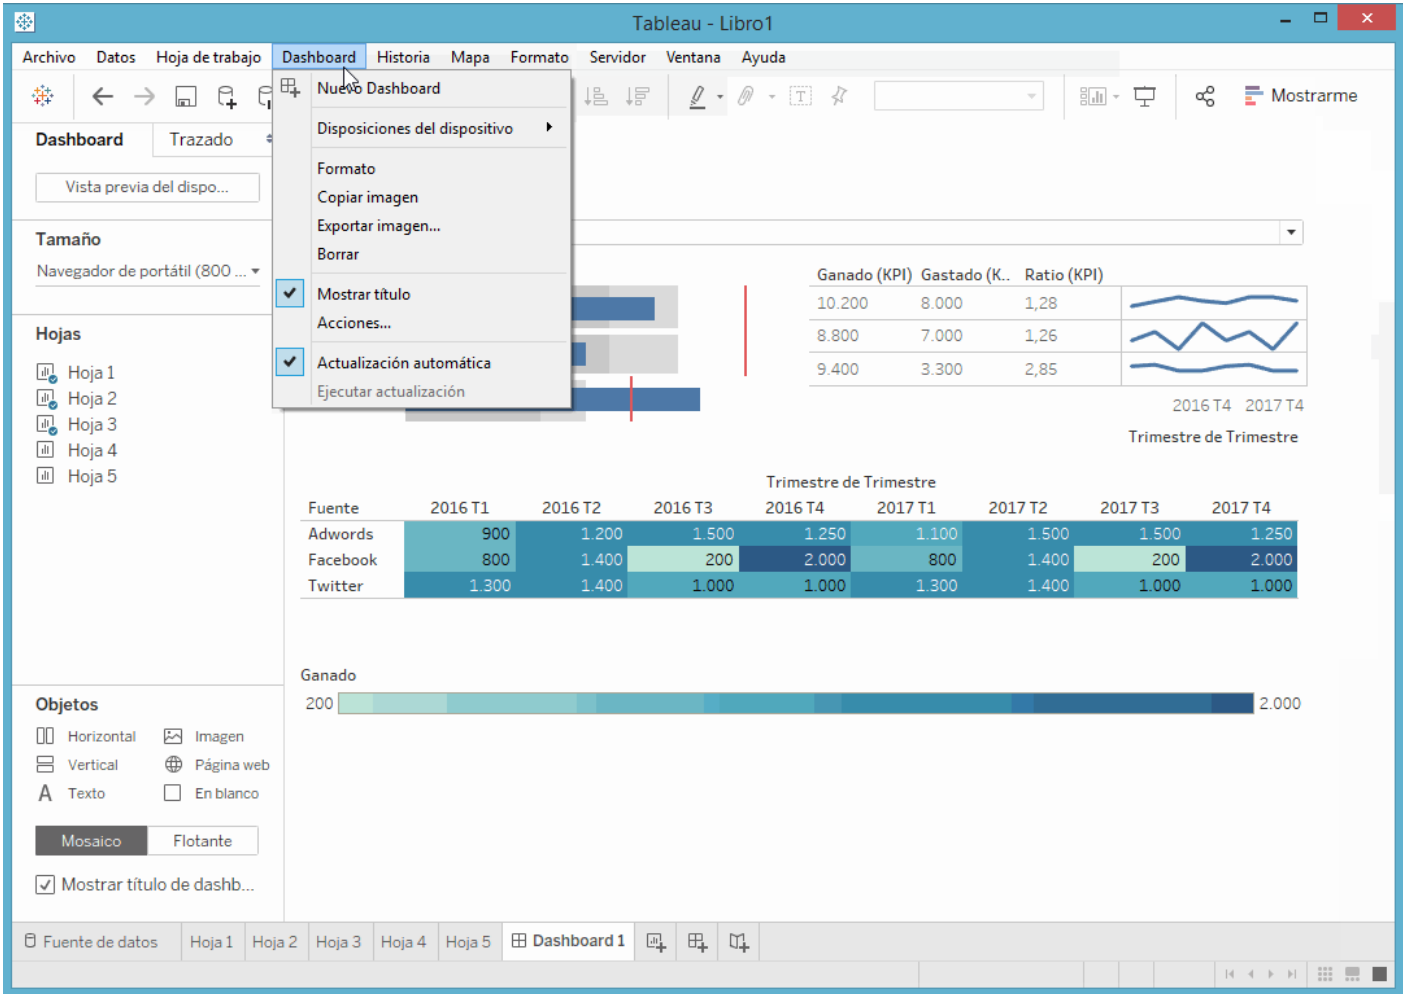 Tableau - Libro1
Archivo Datos Hoja de trabajo Dashboard Historia Mapa Formato Servidor Ventana Ayuda
Mostrarme
Dashboard Trazado
Vista previa del dispo...
Tamaño
Navegador de portátil (800 ...
Hojas
Hoja 1
Hoja 2
Hoja 3
Hoja 4
Hoja 5
Objetos
Horizontal Imagen
Vertical Página web
Texto En blanco
Mosaico Flotante
Mostrar título de dashb...
Nuevo Dashboard
Disposiciones del dispositivo
Formato
Copiar imagen
Exportar imagen...
Borrar
Mostrar título
Acciones...
Actualización automática
Ejecutar actualización
Ganado (KPI) Gastado (K.. Ratio (KPI)
10.200 8.000 1,28
8.800 7.000 1,26
9.400 3.300 2,85
2016 T4 2017 T4
Trimestre de Trimestre
Trimestre de Trimestre
Fuente 2016 T1 2016 T2 2016 T3 2016 T4 2017 T1 2017 T2 2017 T3 2017 T4
Adwords 900 1.200 1.500 1.250 1.100 1.500 1.500 1.250
Facebook 800 1.400 200 2.000 800 1.400 200 2.000
Twitter 1.300 1.400 1.000 1.000 1.300 1.400 1.000 1.000
Ganado
200 2.000
Fuente de datos Hoja 1 Hoja 2 Hoja 3 Hoja 4 Hoja 5 Dashboard 1